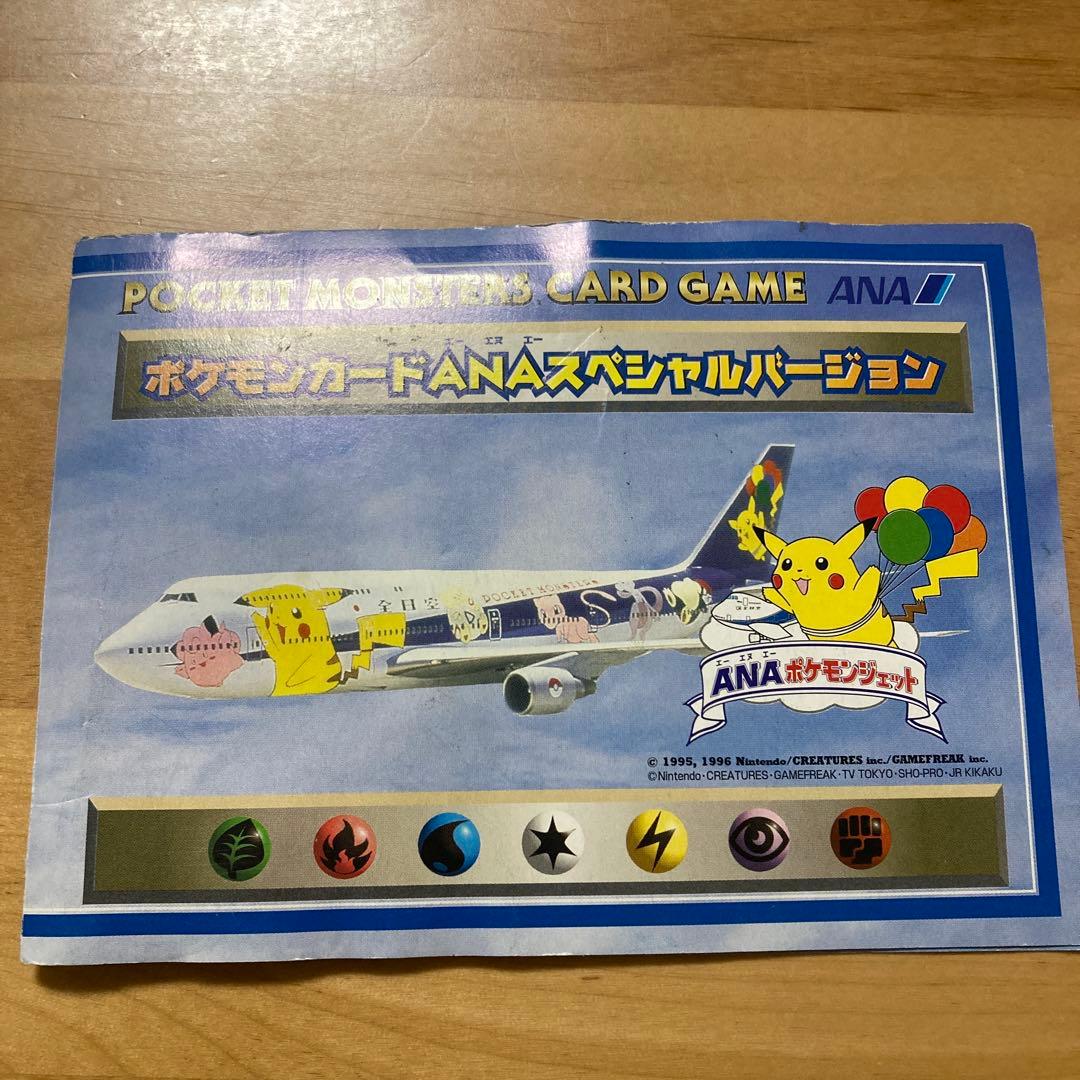 POCKET MONSTERS CARD GAME ANA
エー エヌ エー
ポケモンカードANAスペシャルバージョン
全日空
POCKET MONSTERS
エー エヌ エー
ANAポケモンジェット
© 1995, 1996 Nintendo/CREATURES inc./GAMEFREAK inc.
©Nintendo・CREATURES・GAMEFREAK・TV TOKYO・SHO-PRO・JR KIKAKU